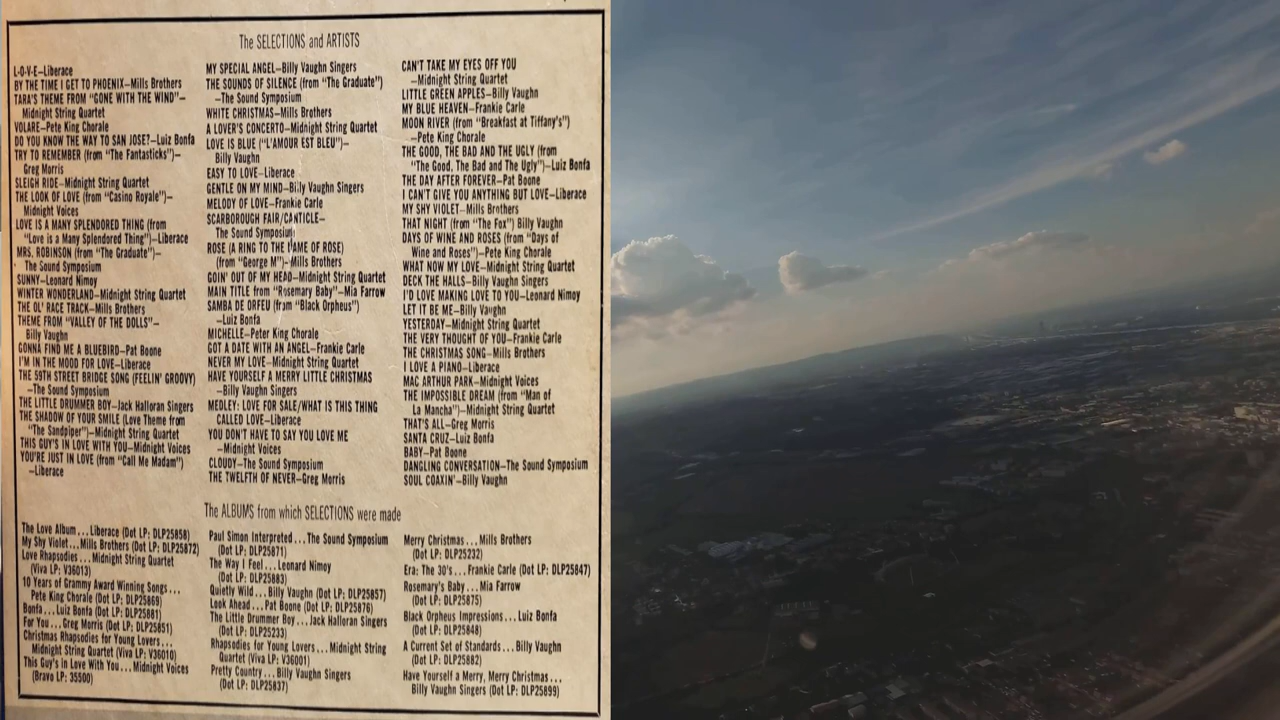 The SELECTIONS and ARTISTS
L-O-V-E—Liberace
BY THE TIME I GET TO PHOENIX—Mills Brothers
TARA'S THEME FROM "GONE WITH THE WIND"—
Midnight String Quartet
VOLARE—Pete King Chorale
DO YOU KNOW THE WAY TO SAN JOSE?—Luiz Bonfa
TRY TO REMEMBER (from "The Fantasticks")—
Greg Morris
SLEIGH RIDE—Midnight String Quartet
THE LOOK OF LOVE (from "Casino Royale")—
Midnight Voices
LOVE IS A MANY SPLENDORED THING (from
"Love is a Many Splendored Thing")—Liberace
MRS. ROBINSON (from "The Graduate")—
The Sound Symposium
SUNNY—Leonard Nimoy
WINTER WONDERLAND—Midnight String Quartet
THE OL' RACE TRACK—Mills Brothers
THEME FROM "VALLEY OF THE DOLLS"—
Billy Vaughn
GONNA FIND ME A BLUEBIRD—Pat Boone
I'M IN THE MOOD FOR LOVE—Liberace
THE 59TH STREET BRIDGE SONG (FEELIN' GROOVY)
—The Sound Symposium
THE LITTLE DRUMMER BOY—Jack Halloran Singers
THE SHADOW OF YOUR SMILE (Love Theme from
"The Sandpiper")—Midnight String Quartet
THIS GUY'S IN LOVE WITH YOU—Midnight Voices
YOU'RE JUST IN LOVE (from "Call Me Madam")
—Liberace
MY SPECIAL ANGEL—Billy Vaughn Singers
THE SOUNDS OF SILENCE (from "The Graduate")
—The Sound Symposium
WHITE CHRISTMAS—Mills Brothers
A LOVER'S CONCERTO—Midnight String Quartet
LOVE IS BLUE ("L'AMOUR EST BLEU")—
Billy Vaughn
EASY TO LOVE—Liberace
GENTLE ON MY MIND—Billy Vaughn Singers
MELODY OF LOVE—Frankie Carle
SCARBOROUGH FAIR/CANTICLE—
The Sound Symposium
ROSE (A RING TO THE NAME OF ROSE)
(from "George M")—Mills Brothers
GOIN' OUT OF MY HEAD—Midnight String Quartet
MAIN TITLE from "Rosemary Baby"—Mia Farrow
SAMBA DE ORFEU (from "Black Orpheus")
—Luiz Bonfa
MICHELLE—Peter King Chorale
GOT A DATE WITH AN ANGEL—Frankie Carle
NEVER MY LOVE—Midnight String Quartet
HAVE YOURSELF A MERRY LITTLE CHRISTMAS
—Billy Vaughn Singers
MEDLEY: LOVE FOR SALE/WHAT IS THIS THING
CALLED LOVE—Liberace
YOU DON'T HAVE TO SAY YOU LOVE ME
—Midnight Voices
CLOUDY—The Sound Symposium
THE TWELFTH OF NEVER—Greg Morris
CAN'T TAKE MY EYES OFF YOU
—Midnight String Quartet
LITTLE GREEN APPLES—Billy Vaughn
MY BLUE HEAVEN—Frankie Carle
MOON RIVER (from "Breakfast at Tiffany's")
—Pete King Chorale
THE GOOD, THE BAD AND THE UGLY (from
"The Good, The Bad and The Ugly")—Luiz Bonfa
THE DAY AFTER FOREVER—Pat Boone
I CAN'T GIVE YOU ANYTHING BUT LOVE—Liberace
MY SHY VIOLET—Mills Brothers
THAT NIGHT (from "The Fox") Billy Vaughn
DAYS OF WINE AND ROSES (from "Days of
Wine and Roses")—Pete King Chorale
WHAT NOW MY LOVE—Midnight String Quartet
DECK THE HALLS—Billy Vaughn Singers
I'D LOVE MAKING LOVE TO YOU—Leonard Nimoy
LET IT BE ME—Billy Vaughn
YESTERDAY—Midnight String Quartet
THE VERY THOUGHT OF YOU—Frankie Carle
THE CHRISTMAS SONG—Mills Brothers
I LOVE A PIANO—Liberace
MAC ARTHUR PARK—Midnight Voices
THE IMPOSSIBLE DREAM (from "Man of
La Mancha")—Midnight String Quartet
THAT'S ALL—Greg Morris
SANTA CRUZ—Luiz Bonfa
BABY—Pat Boone
DANGLING CONVERSATION—The Sound Symposium
SOUL COAXIN'—Billy Vaughn
The ALBUMS from which SELECTIONS were made
The Love Album...Liberace (Dot LP: DLP25858)
My Shy Violet...Mills Brothers (Dot LP: DLP25872)
Love Rhapsodies...Midnight String Quartet
(Viva LP: V36013)
10 Years of Grammy Award Winning Songs...
Pete King Chorale (Dot LP: DLP25869)
Bonfa...Luiz Bonfa (Dot LP: DLP25881)
For You...Greg Morris (Dot LP: DLP25851)
Christmas Rhapsodies for Young Lovers...
Midnight String Quartet (Viva LP: V36010)
This Guy's in Love With You...Midnight Voices
(Bravo LP: 35500)
Paul Simon Interpreted...The Sound Symposium
(Dot LP: DLP25871)
The Way I Feel...Leonard Nimoy
(Dot LP: DLP25883)
Quietly Wild...Billy Vaughn (Dot LP: DLP25857)
Look Ahead...Pat Boone (Dot LP: DLP25876)
The Little Drummer Boy...Jack Halloran Singers
(Dot LP: DLP25233)
Rhapsodies for Young Lovers...Midnight String
Quartet (Viva LP: V36001)
Pretty Country...Billy Vaughn Singers
(Dot LP: DLP25837)
Merry Christmas...Mills Brothers
(Dot LP: DLP25232)
Era: The 30's...Frankie Carle (Dot LP: DLP25847)
Rosemary's Baby...Mia Farrow
(Dot LP: DLP25875)
Black Orpheus Impressions...Luiz Bonfa
(Dot LP: DLP25848)
A Current Set of Standards...Billy Vaughn
(Dot LP: DLP25882)
Have Yourself a Merry, Merry Christmas...
Billy Vaughn Singers (Dot LP: DLP25899)